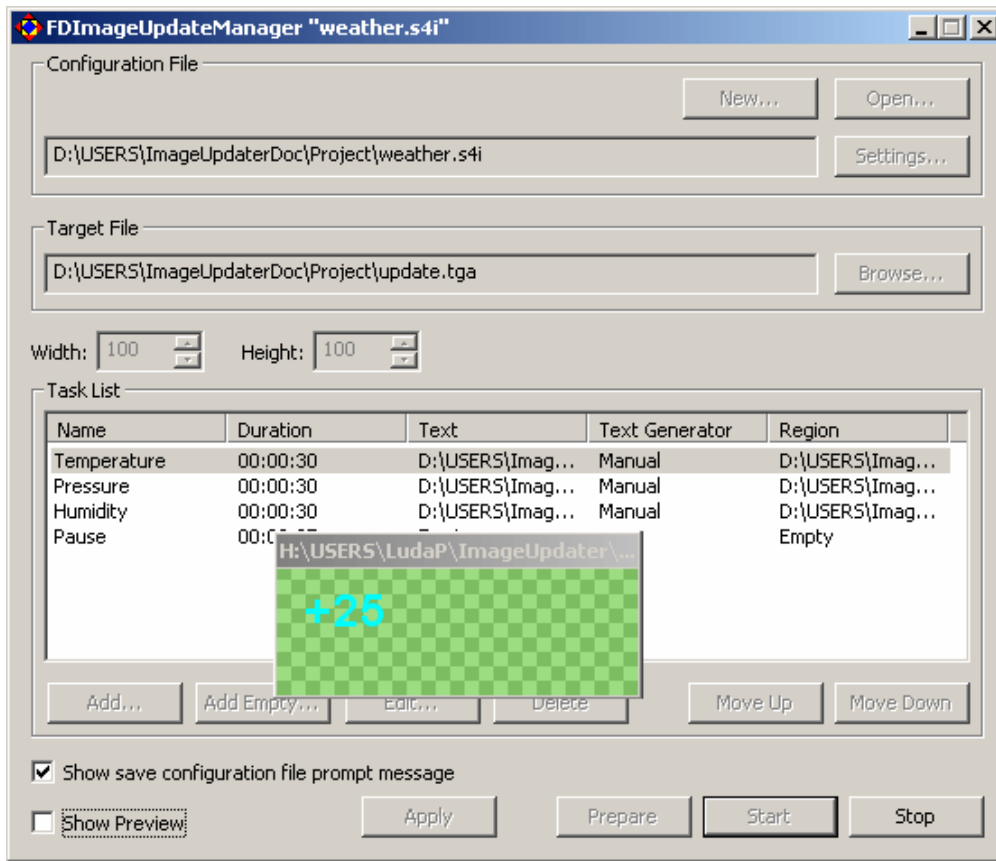 FDImageUpdateManager "weather.s4i"
Configuration File
New... Open...
D:\USERS\ImageUpdaterDoc\Project\weather.s4i Settings...
Target File
D:\USERS\ImageUpdaterDoc\Project\update.tga Browse...
Width: 100 Height: 100
Task List
Name Duration Text Text Generator Region
Temperature 00:00:30 D:\USERS\Imag... Manual D:\USERS\Imag...
Pressure 00:00:30 D:\USERS\Imag... Manual D:\USERS\Imag...
Humidity 00:00:30 D:\USERS\Imag... Manual D:\USERS\Imag...
Pause Empty
H:\USERS\LudaP\ImageUpdater\...
+25
Add... Add Empty... Edit... Delete Move Up Move Down
Show save configuration file prompt message
Show Preview Apply Prepare Start Stop